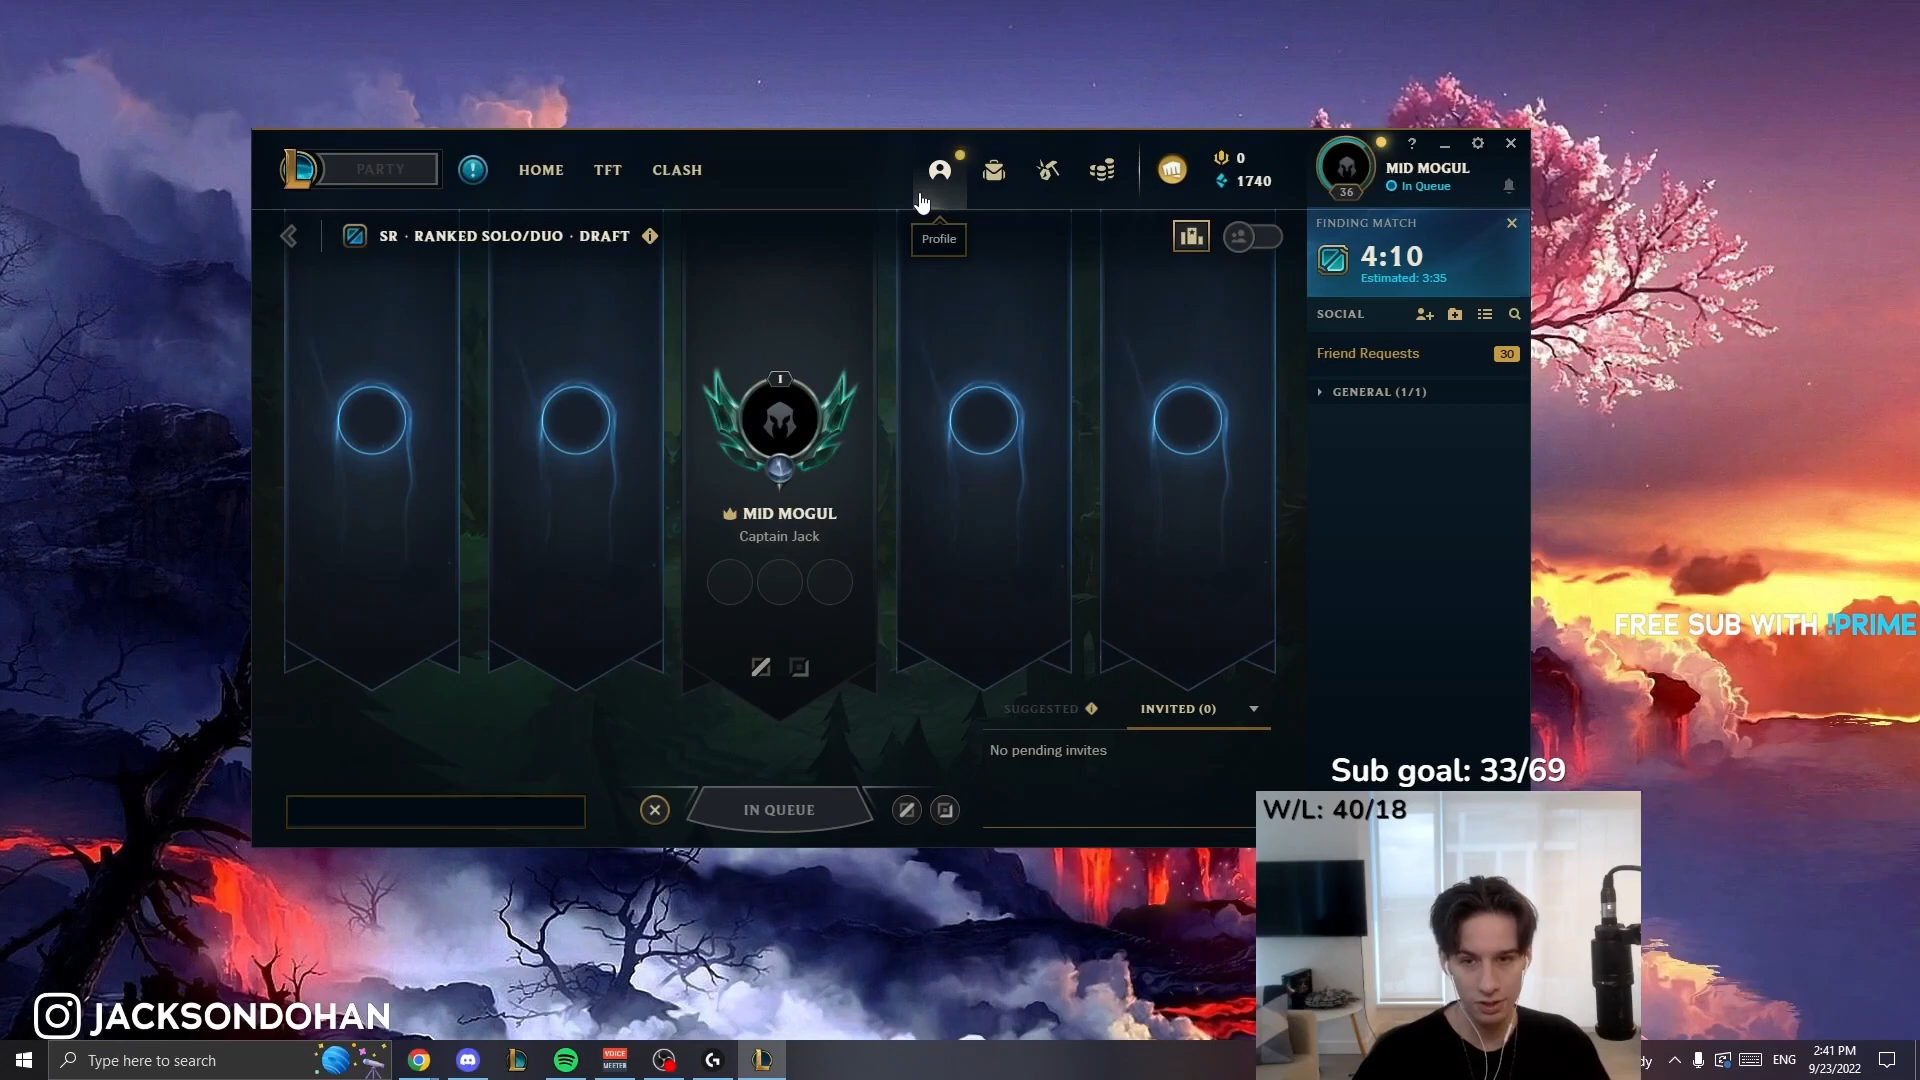 PARTY
HOME
TFT
CLASH
0
1740
36
MID MOGUL
In Queue
SR · RANKED SOLO/DUO · DRAFT
Profile
FINDING MATCH
4:10
Estimated: 3:35
SOCIAL
Friend Requests
30
GENERAL (1/1)
I
MID MOGUL
Captain Jack
FREE SUB WITH !PRIME
SUGGESTED
INVITED (0)
No pending invites
Sub goal: 33/69
W/L: 40/18
IN QUEUE
JACKSONDOHAN
Type here to search
VOICE
MEETER
ENG
2:41 PM
9/23/2022